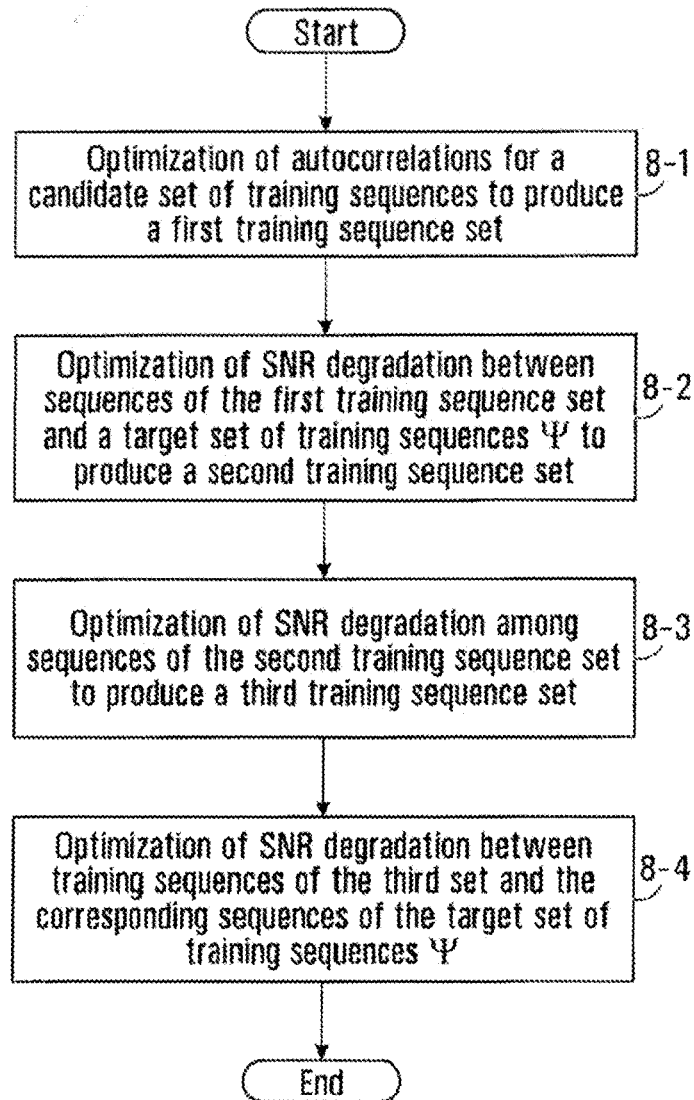 Start
Optimization of autocorrelations for a
candidate set of training sequences to produce
a first training sequence set
8-1
Optimization of SNR degradation between
sequences of the first training sequence set
and a target set of training sequences Ψ to
produce a second training sequence set
8-2
Optimization of SNR degradation among
sequences of the second training sequence set
to produce a third training sequence set
8-3
Optimization of SNR degradation between
training sequences of the third set and the
corresponding sequences of the target set of
training sequences Ψ
8-4
End